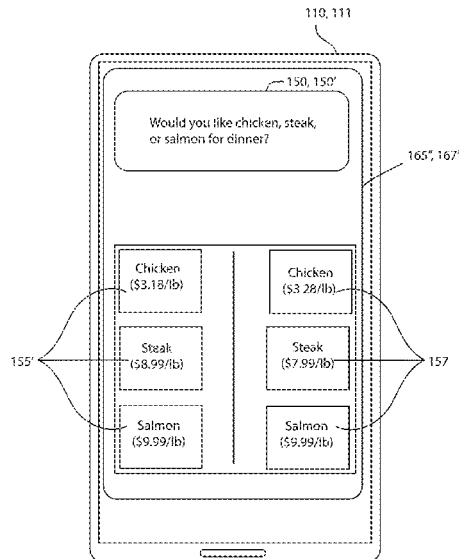 110, 111
150, 150'
Would you like chicken, steak,
or salmon for dinner?
165", 167'
Chicken
($3.18/lb)
Chicken
($3.28/lb)
155'
Steak
($8.99/lb)
Steak
($7.99/lb)
157
Salmon
($9.99/lb)
Salmon
($9.99/lb)